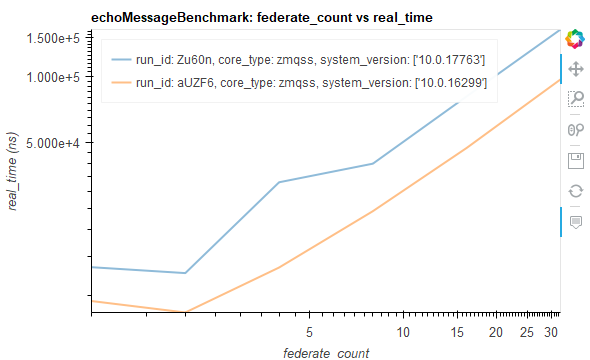 echoMessageBenchmark: federate_count vs real_time
1.500e+5
1.000e+5
5.000e+4
real_time (ns)
run_id: Zu60n, core_type: zmqss, system_version: ['10.0.17763']
run_id: aUZF6, core_type: zmqss, system_version: ['10.0.16299']
5 10 15 20 25 30
federate_count